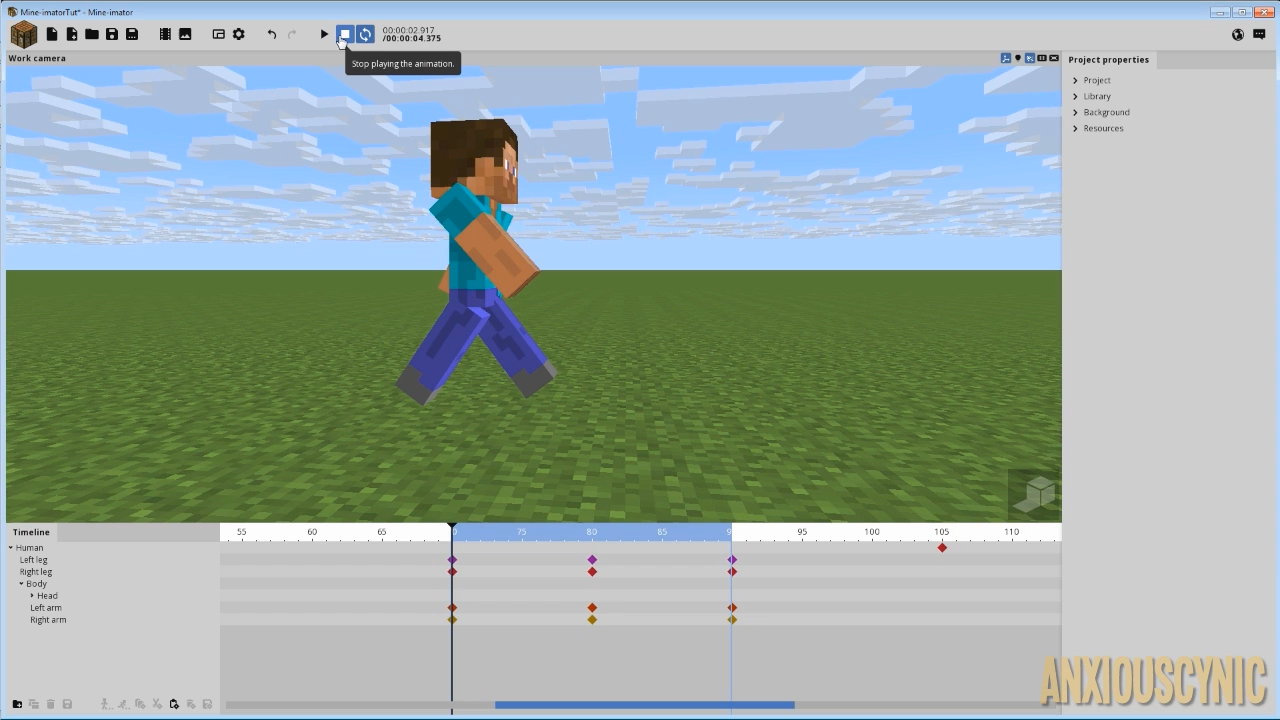 Mine-imatorTut* - Mine-imator
00:00:02.917
/00:00:04.375
Stop playing the animation.
Work camera
Project properties
Project
Library
Background
Resources
Timeline
55 60 65 75 80 85 95 100 105 110
Human
Left leg
Right leg
Body
Head
Left arm
Right arm
ANXIOUSCYNIC